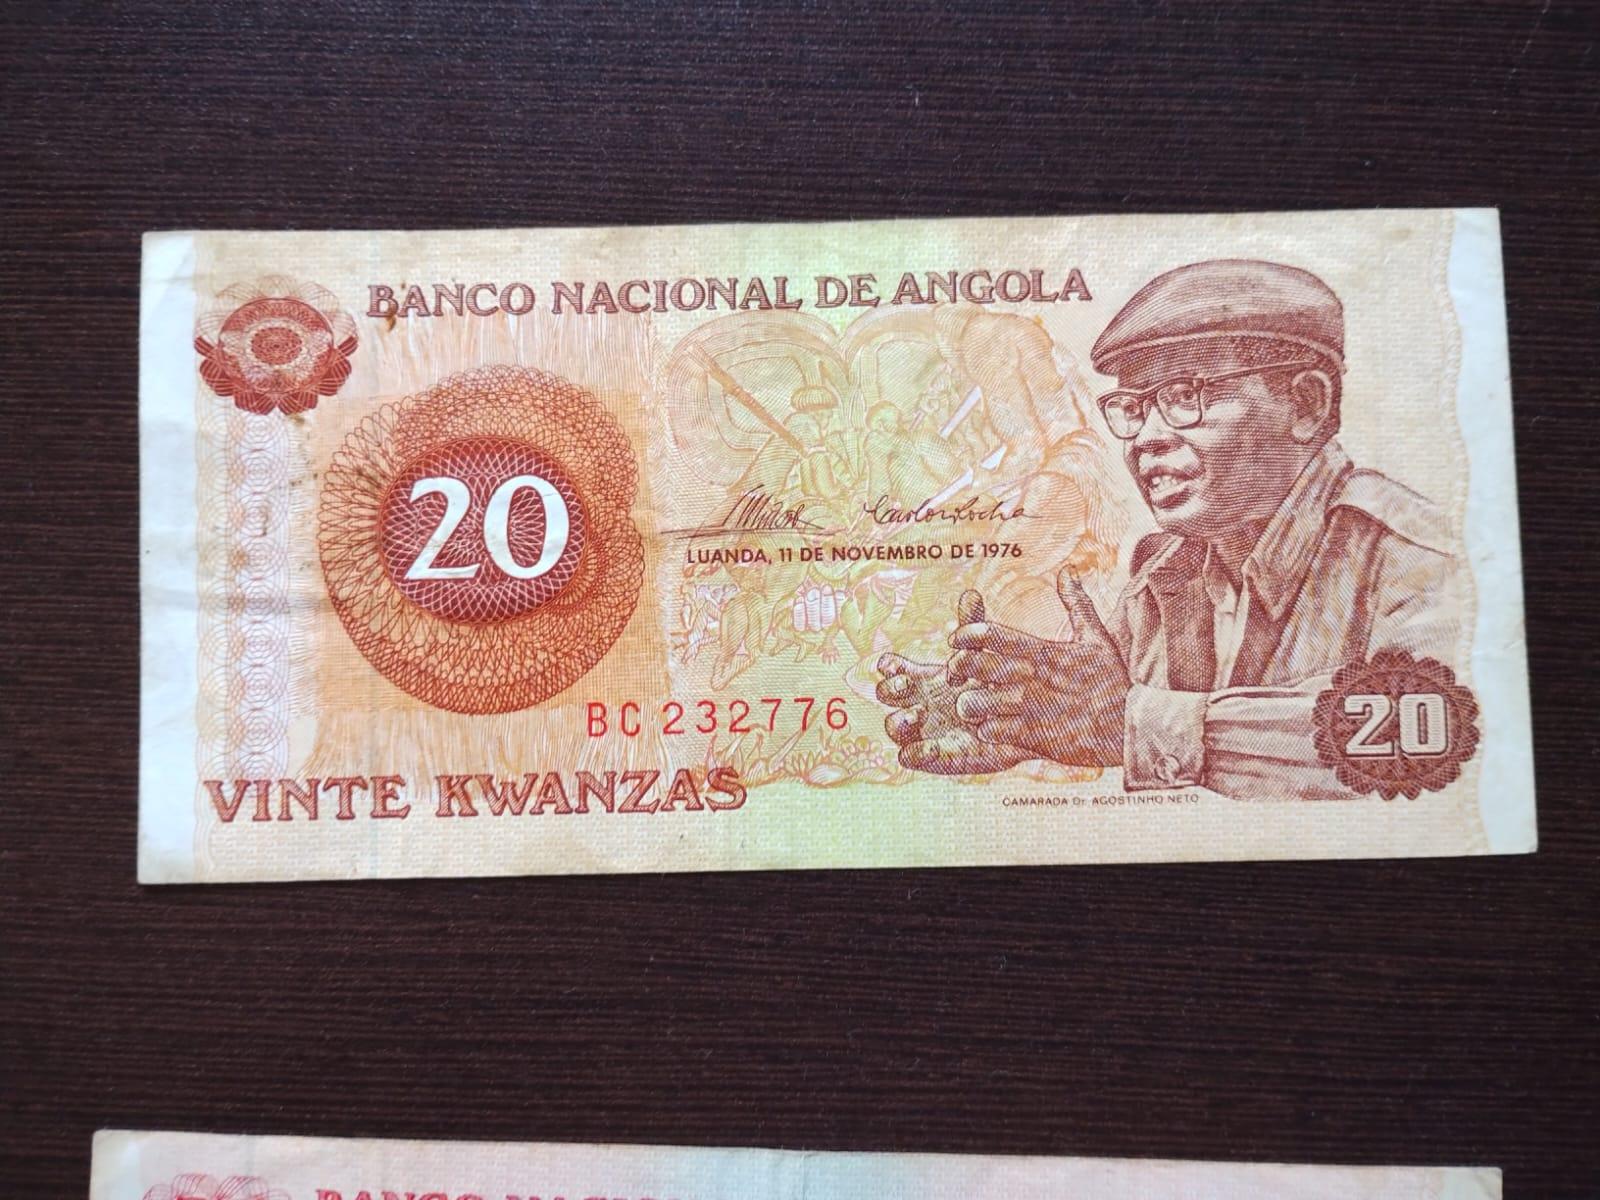 BANCO NACIONAL DE ANGOLA
20
LUANDA, 11 DE NOVEMBRO DE 1976
BC 232776
20
VINTE KWANZAS
CAMARADA Dr. AGOSTINHO NETO
BANCO